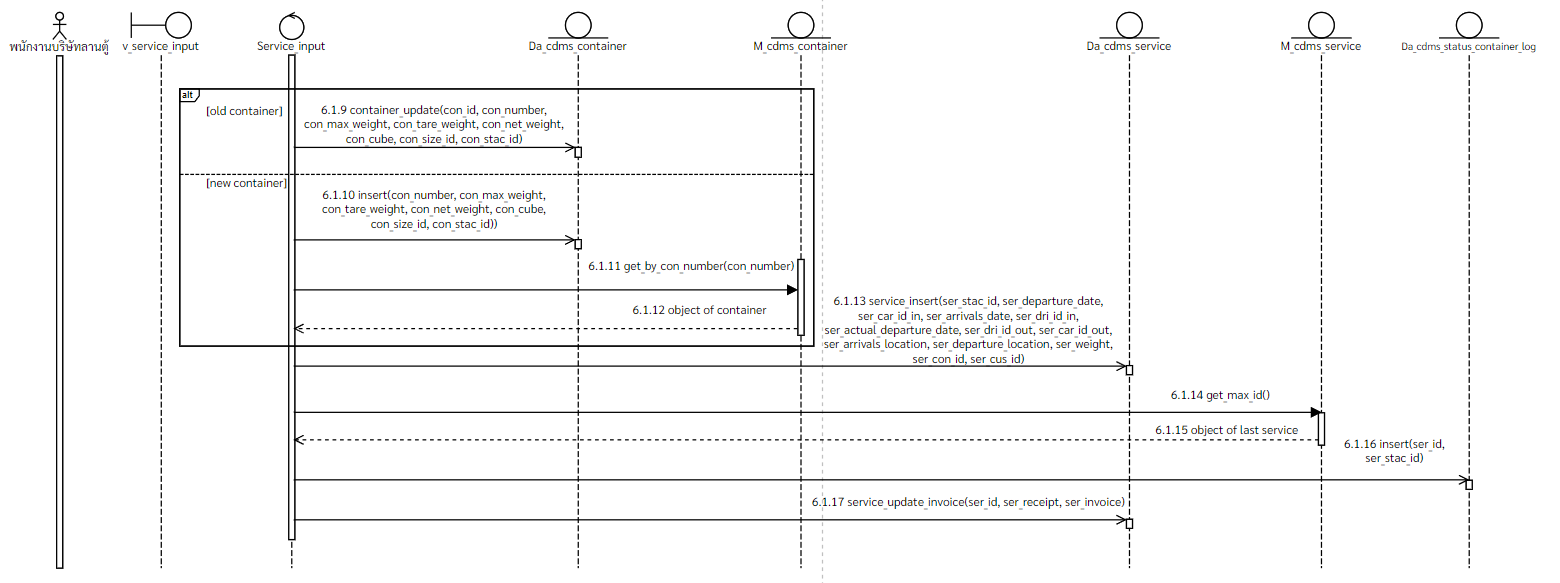 พนักงานบริษัทลานตู้
v_service_input
Service_input
Da_cdms_container
M_cdms_container
Da_cdms_service
M_cdms_service
Da_cdms_status_container_log
alt
[old container]
6.1.9 container_update(con_id, con_number,
con_max_weight, con_tare_weight, con_net_weight,
con_cube, con_size_id, con_stac_id)
[new container]
6.1.10 insert(con_number, con_max_weight,
con_tare_weight, con_net_weight, con_cube,
con_size_id, con_stac_id))
6.1.11 get_by_con_number(con_number)
6.1.12 object of container
6.1.13 service_insert(ser_stac_id, ser_departure_date,
ser_car_id_in, ser_arrivals_date, ser_dri_id_in,
ser_actual_departure_date, ser_dri_id_out, ser_car_id_out,
ser_arrivals_location, ser_departure_location, ser_weight,
ser_con_id, ser_cus_id)
6.1.14 get_max_id()
6.1.15 object of last service
6.1.16 insert(ser_id,
ser_stac_id)
6.1.17 service_update_invoice(ser_id, ser_receipt, ser_invoice)